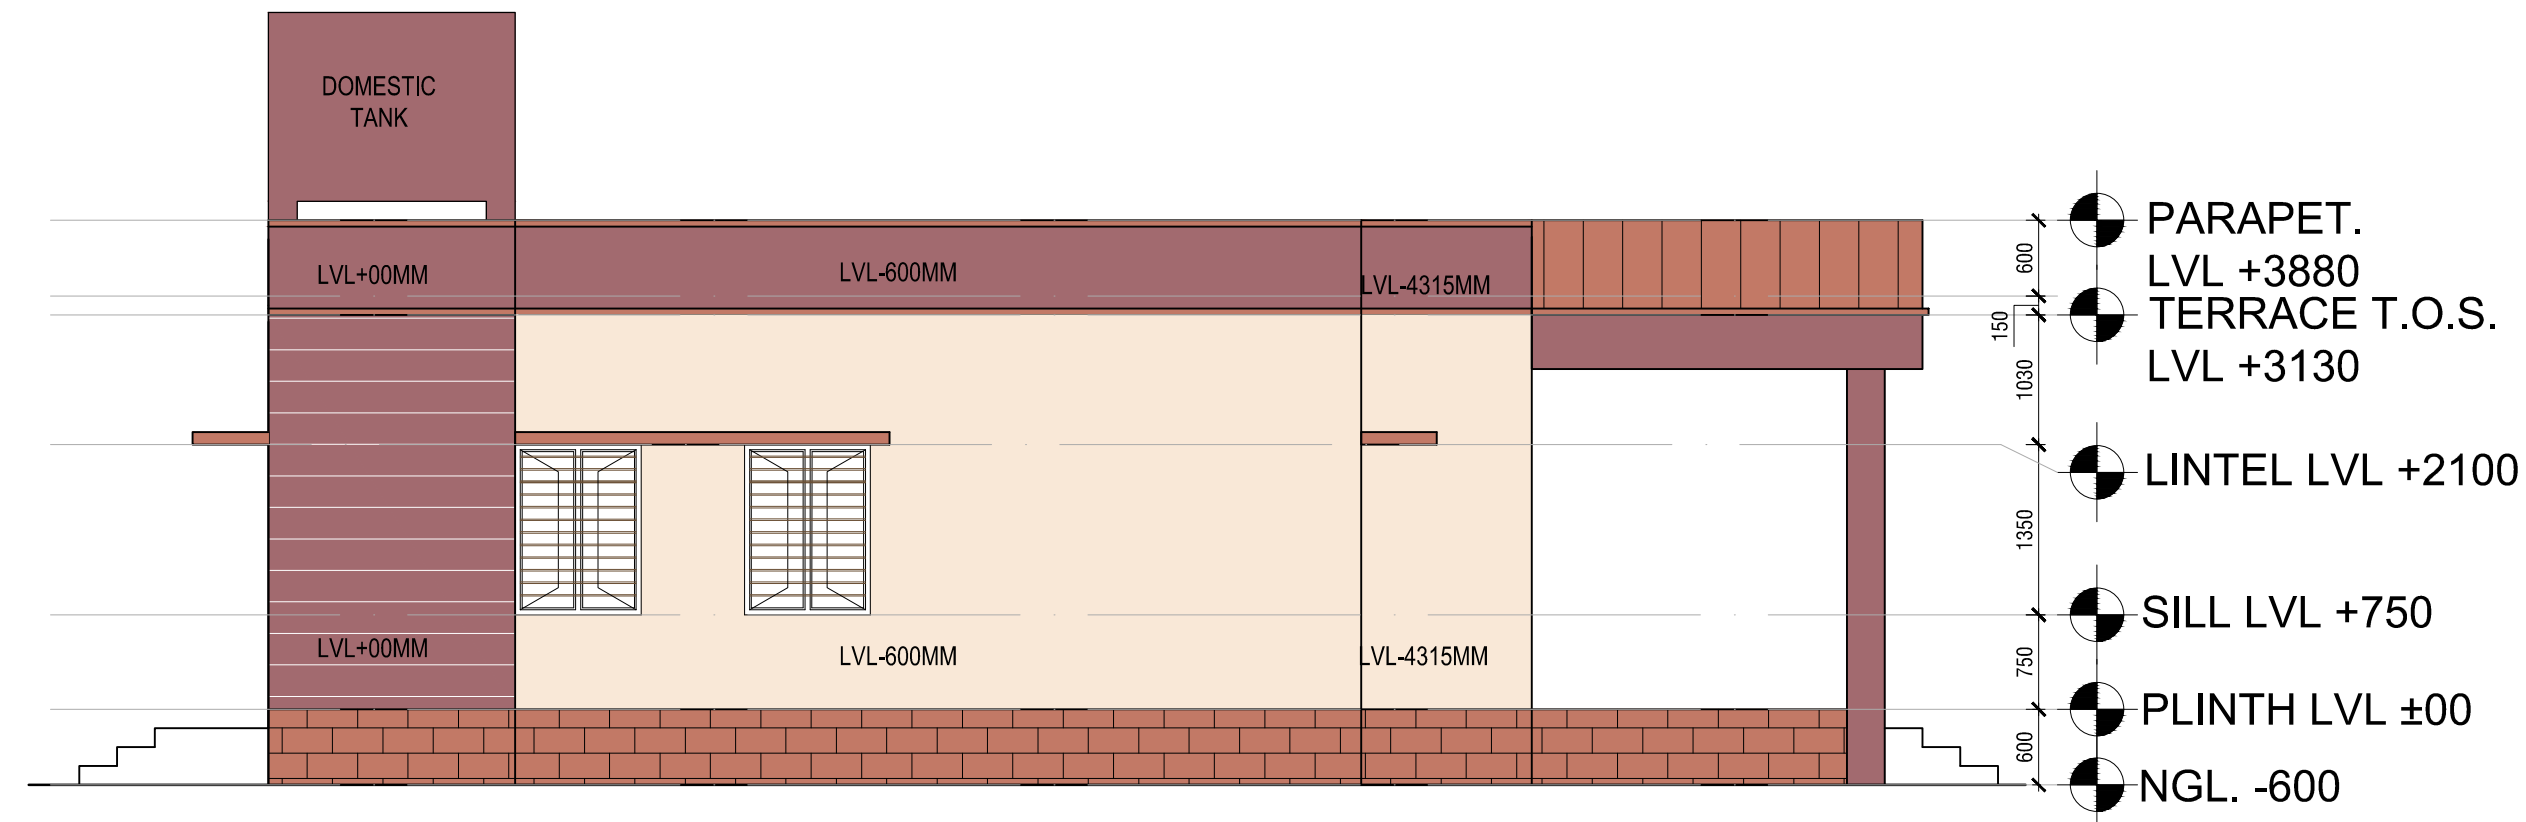 DOMESTIC
TANK
PARAPET.
LVL +3880
LVL+00MM
LVL-600MM
LVL-4315MM
600
TERRACE T.O.S.
LVL +3130
150
1030
LINTEL LVL +2100
1350
SILL LVL +750
LVL+00MM
LVL-600MM
LVL-4315MM
750
PLINTH LVL ±00
600
NGL. -600